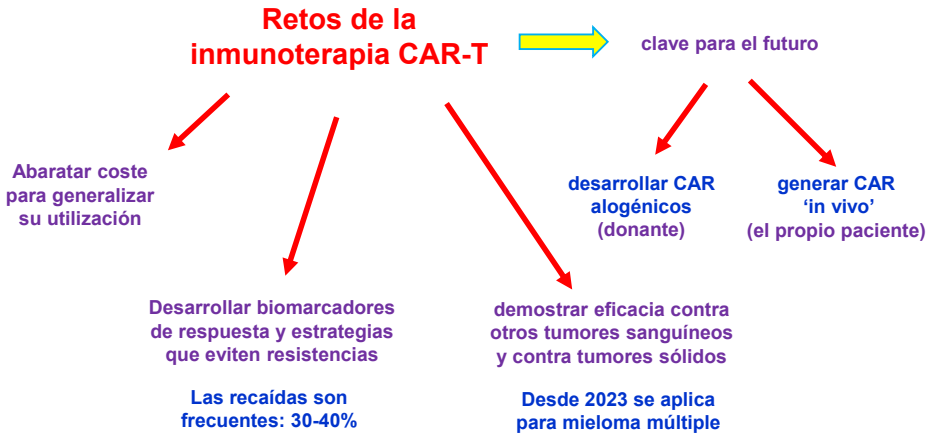 Retos de la
inmunoterapia CAR-T
clave para el futuro
Abaratar coste
para generalizar
su utilización
desarrollar CAR
alogénicos
(donante)
generar CAR
‘in vivo’
(el propio paciente)
Desarrollar biomarcadores
de respuesta y estrategias
que eviten resistencias
Las recaídas son
frecuentes: 30-40%
demostrar eficacia contra
otros tumores sanguíneos
y contra tumores sólidos
Desde 2023 se aplica
para mieloma múltiple